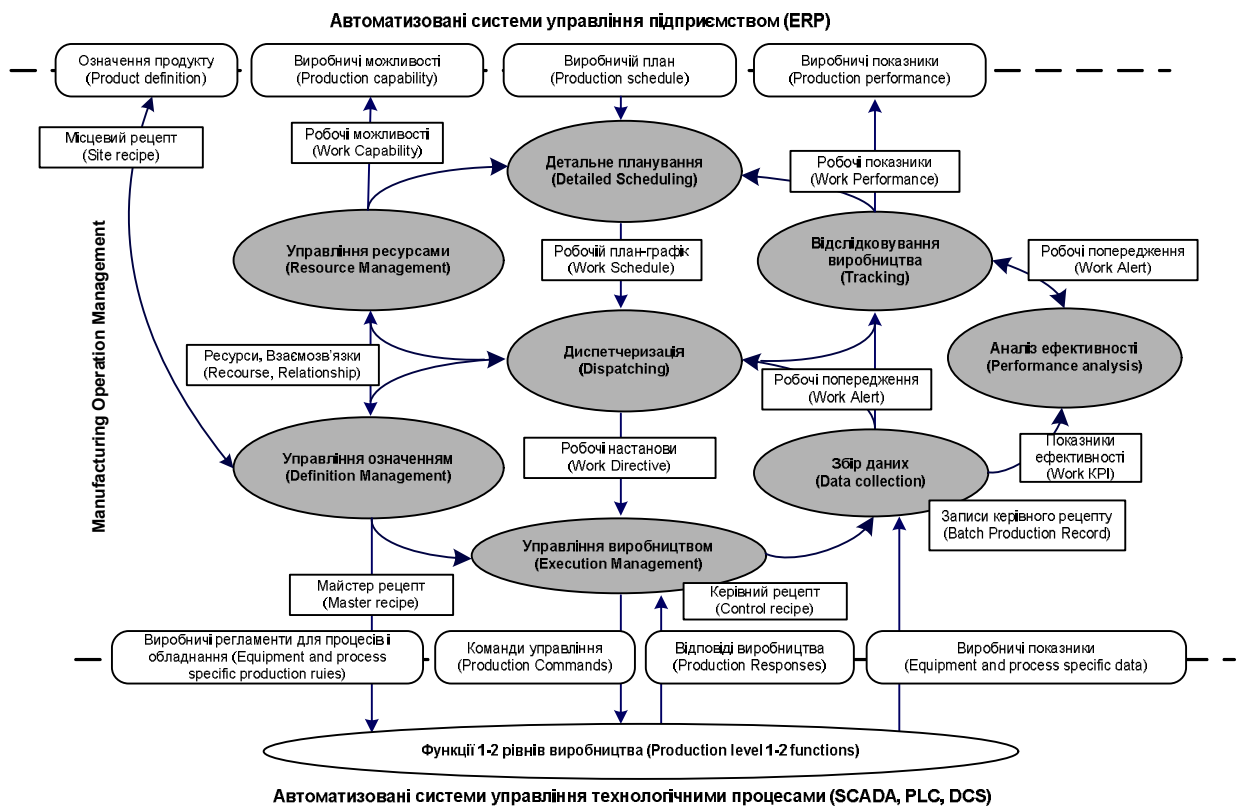 Автоматизовані системи управління підприємством (ERP)
Означення продукту
(Product definition)
Виробничі можливості
(Production capability)
Виробничій план
(Production schedule)
Виробничі показники
(Production performance)
Місцевий рецепт
(Site recipe)
Робочі можливості
(Work Capability)
Детальне планування
(Detailed Scheduling)
Робочі показники
(Work Performance)
Manufacturing Operation Management
Управління ресурсами
(Resource Management)
Робочій план-графік
(Work Schedule)
Відслідковування
виробництва
(Tracking)
Робочі попередження
(Work Alert)
Ресурси, Взаємозв'язки
(Recourse, Relationship)
Диспетчеризація
(Dispatching)
Аналіз ефективності
(Performance analysis)
Робочі попередження
(Work Alert)
Управління означенням
(Definition Management)
Робочі настанови
(Work Directive)
Збір даних
(Data collection)
Показники
ефективності
(Work KPI)
Записи керівного рецепту
(Batch Production Record)
Управління виробництвом
(Execution Management)
Майстер рецепт
(Master recipe)
Керівний рецепт
(Control recipe)
Виробничі регламенти для процесів і
обладнання (Equipment and process
specific production ruies)
Команди управління
(Production Commands)
Відповіді виробництва
(Production Responses)
Виробничі показники
(Equipment and process specific data)
Функції 1-2 рівнів виробництва (Production level 1-2 functions)
Автоматизовані системи управління технологічними процесами (SCADA, PLC, DCS)